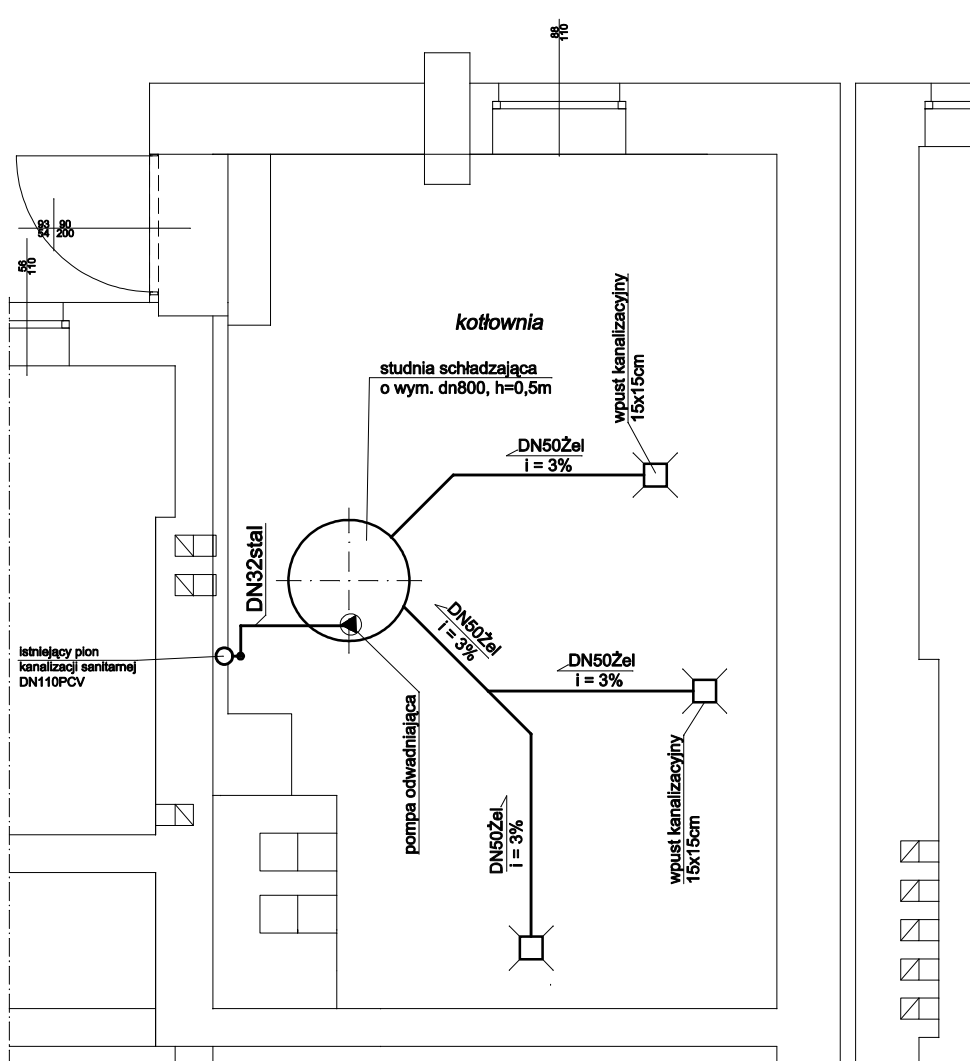 88
110
93 90
54 200
56
110
kotłownia
studnia schładzająca
o wym. dn800, h=0,5m
wpust kanalizacyjny
15x15cm
DN50Żel
i = 3%
DN32stal
DN50Żel
i = 3%
istniejący pion
kanalizacji sanitarnej
DN110PCV
DN50Żel
i = 3%
pompa odwadniająca
wpust kanalizacyjny
15x15cm
DN50Żel
i = 3%